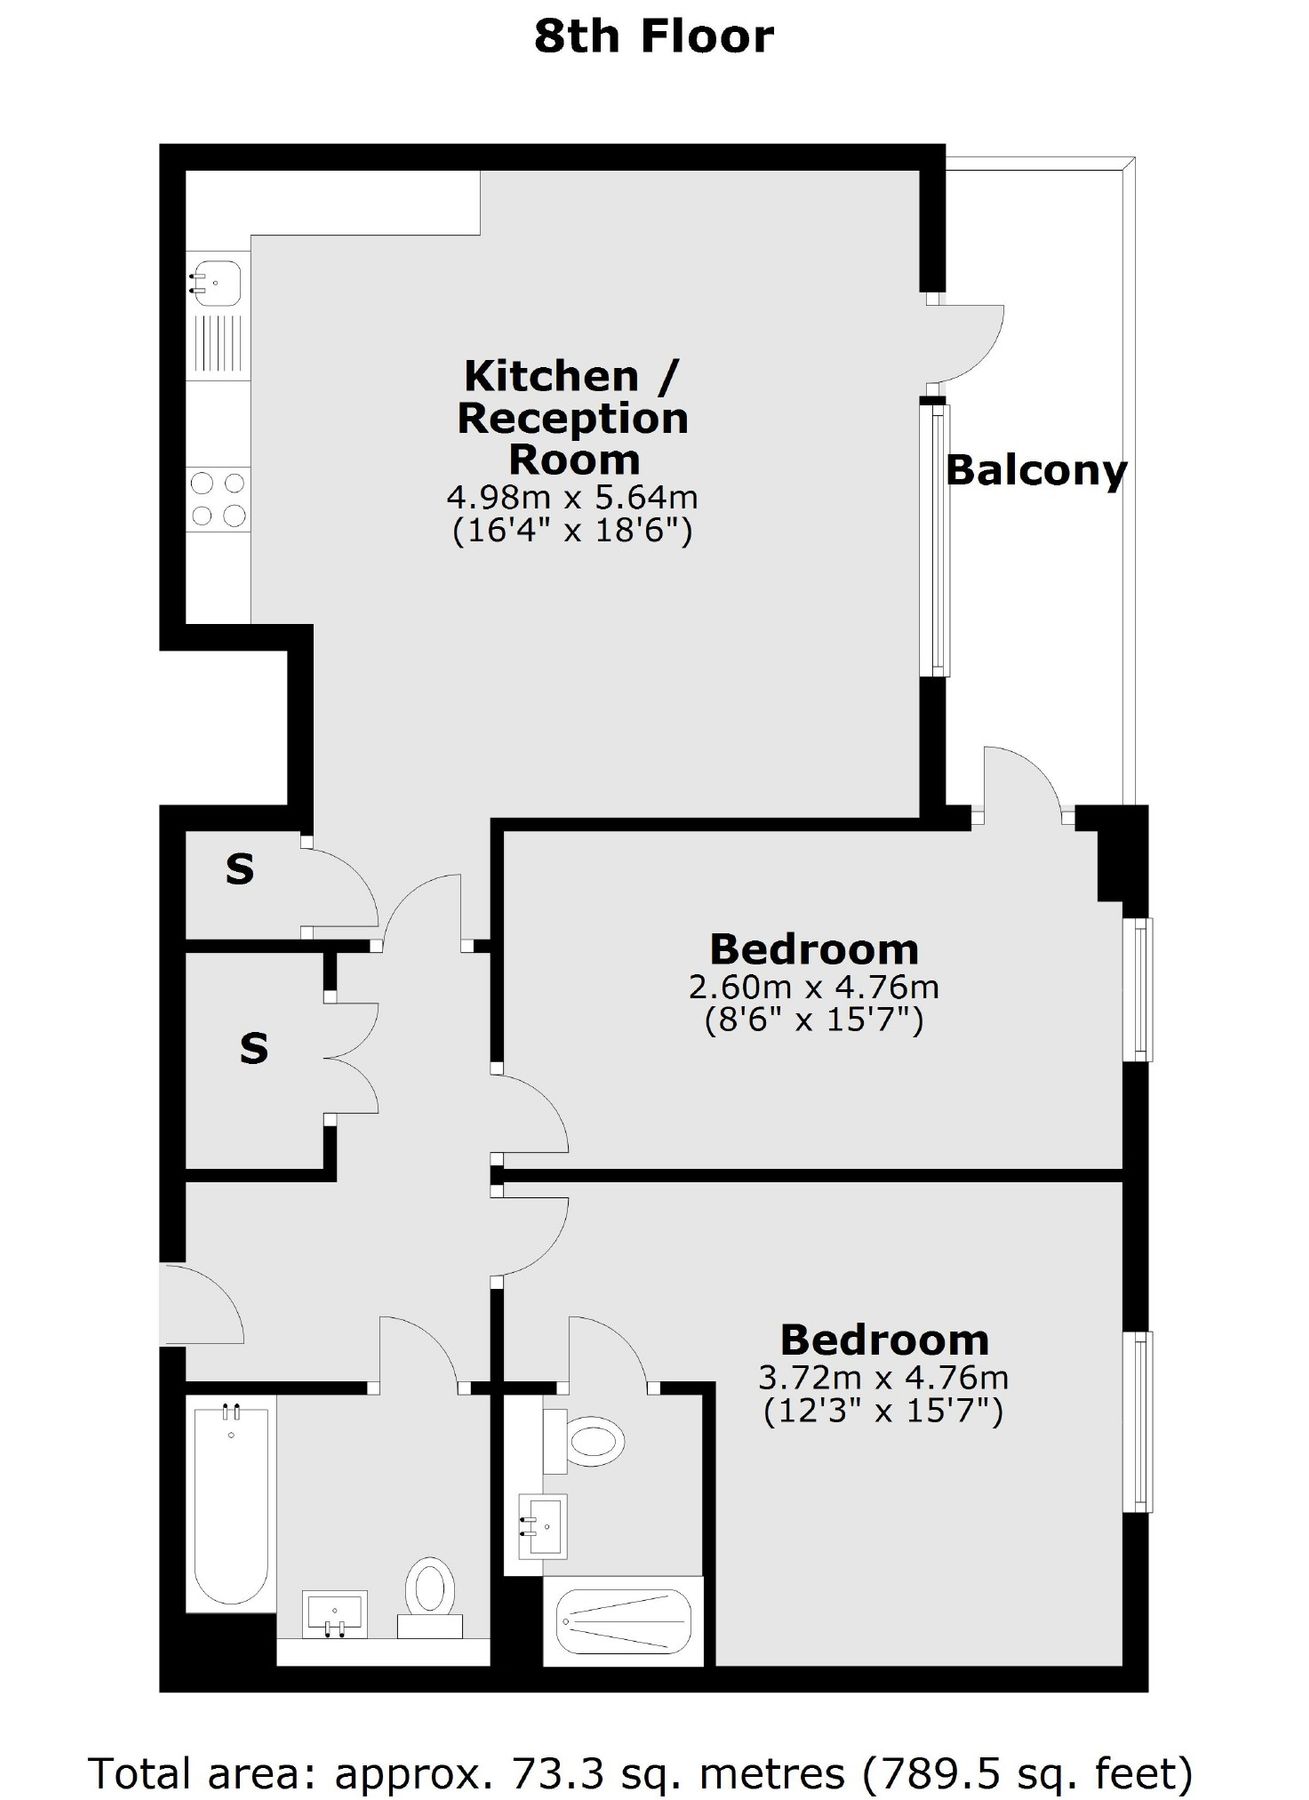 8th Floor
Kitchen /
Reception
Room
4.98m x 5.64m
(16'4" x 18'6")
Balcony
S
Bedroom
2.60m x 4.76m
(8'6" x 15'7")
S
Bedroom
3.72m x 4.76m
(12'3" x 15'7")
Total area: approx. 73.3 sq. metres (789.5 sq. feet)